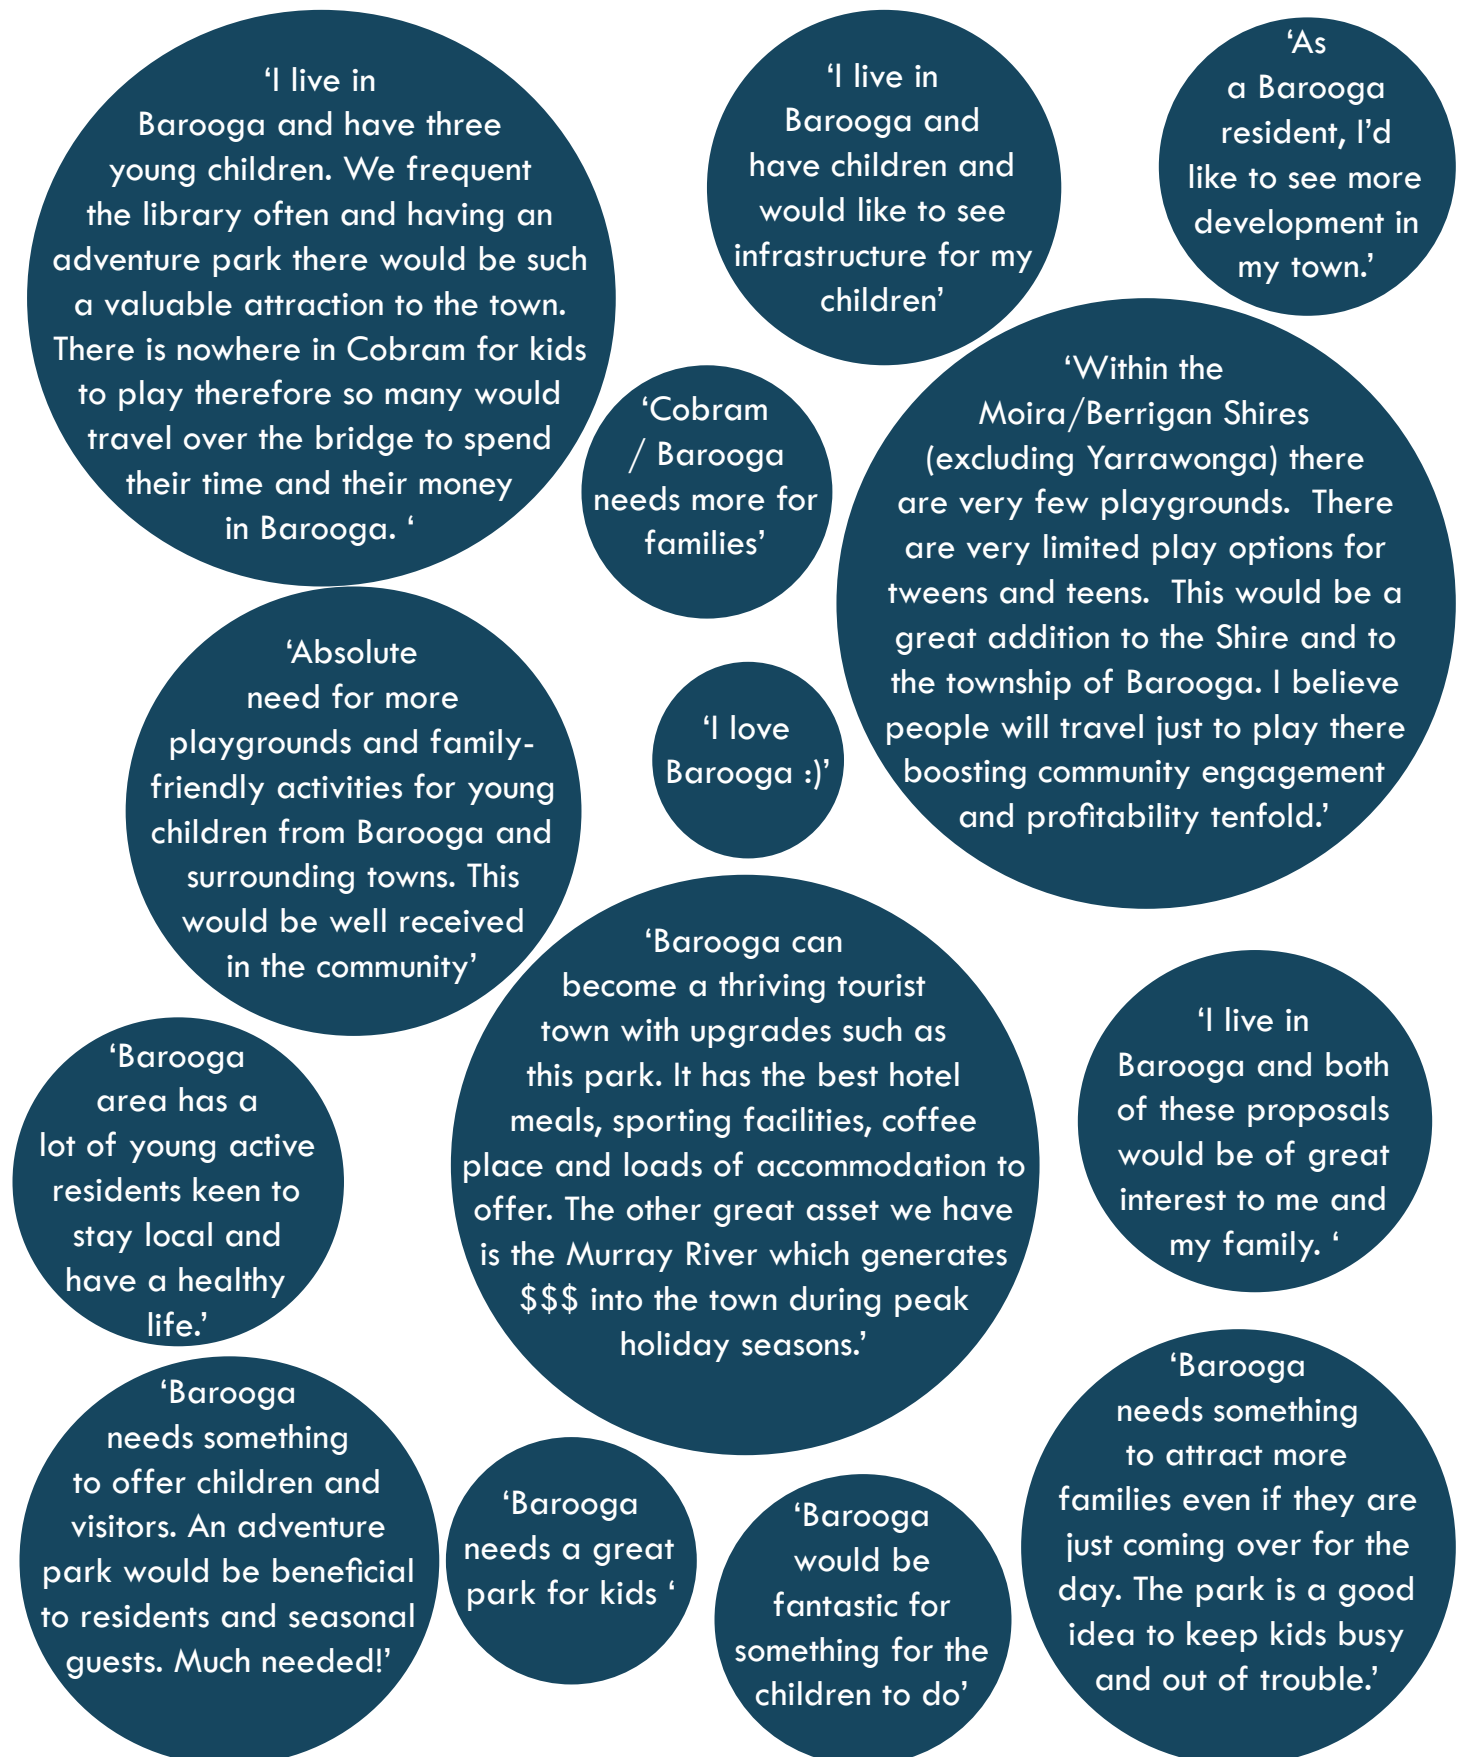 ‘I live in
Barooga and have three
young children. We frequent
the library often and having an
adventure park there would be such
a valuable attraction to the town.
There is nowhere in Cobram for kids
to play therefore so many would
travel over the bridge to spend
their time and their money
in Barooga. ‘
‘I live in
Barooga and
have children and
would like to see
infrastructure for my
children’
‘As
a Barooga
resident, I’d
like to see more
development in
my town.’
‘Cobram
/ Barooga
needs more for
families’
‘Within the
Moira/Berrigan Shires
(excluding Yarrawonga) there
are very few playgrounds.  There
are very limited play options for
tweens and teens.  This would be a
great addition to the Shire and to
the township of Barooga. I believe
people will travel just to play there
boosting community engagement
and profitability tenfold.’
‘Absolute
need for more
playgrounds and family-
friendly activities for young
children from Barooga and
surrounding towns. This
would be well received
in the community’
‘I love
Barooga :)’
‘Barooga can
become a thriving tourist
town with upgrades such as
this park. It has the best hotel
meals, sporting facilities, coffee
place and loads of accommodation to
offer. The other great asset we have
is the Murray River which generates
$$$ into the town during peak
holiday seasons.’
‘I live in
Barooga and both
of these proposals
would be of great
interest to me and
my family. ‘
‘Barooga
area has a
lot of young active
residents keen to
stay local and
have a healthy
life.’
‘Barooga
needs something
to offer children and
visitors. An adventure
park would be beneficial
to residents and seasonal
guests. Much needed!’
‘Barooga
needs a great
park for kids ‘
‘Barooga
would be
fantastic for
something for the
children to do’
‘Barooga
needs something
to attract more
families even if they are
just coming over for the
day. The park is a good
idea to keep kids busy
and out of trouble.’